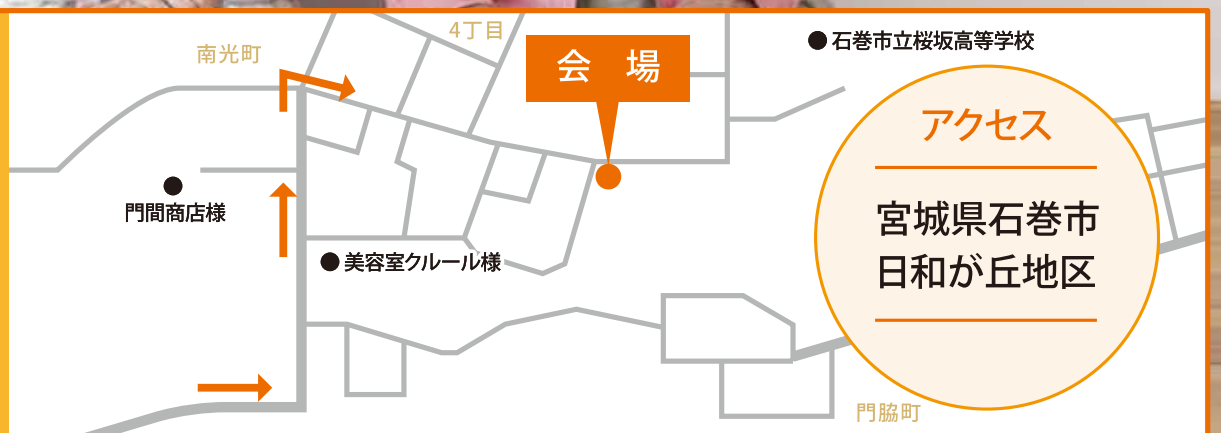 4丁目
南光町
会　場
石巻市立桜坂高等学校
アクセス
宮城県石巻市
日和が丘地区
門間商店様
美容室クルール様
門脇町